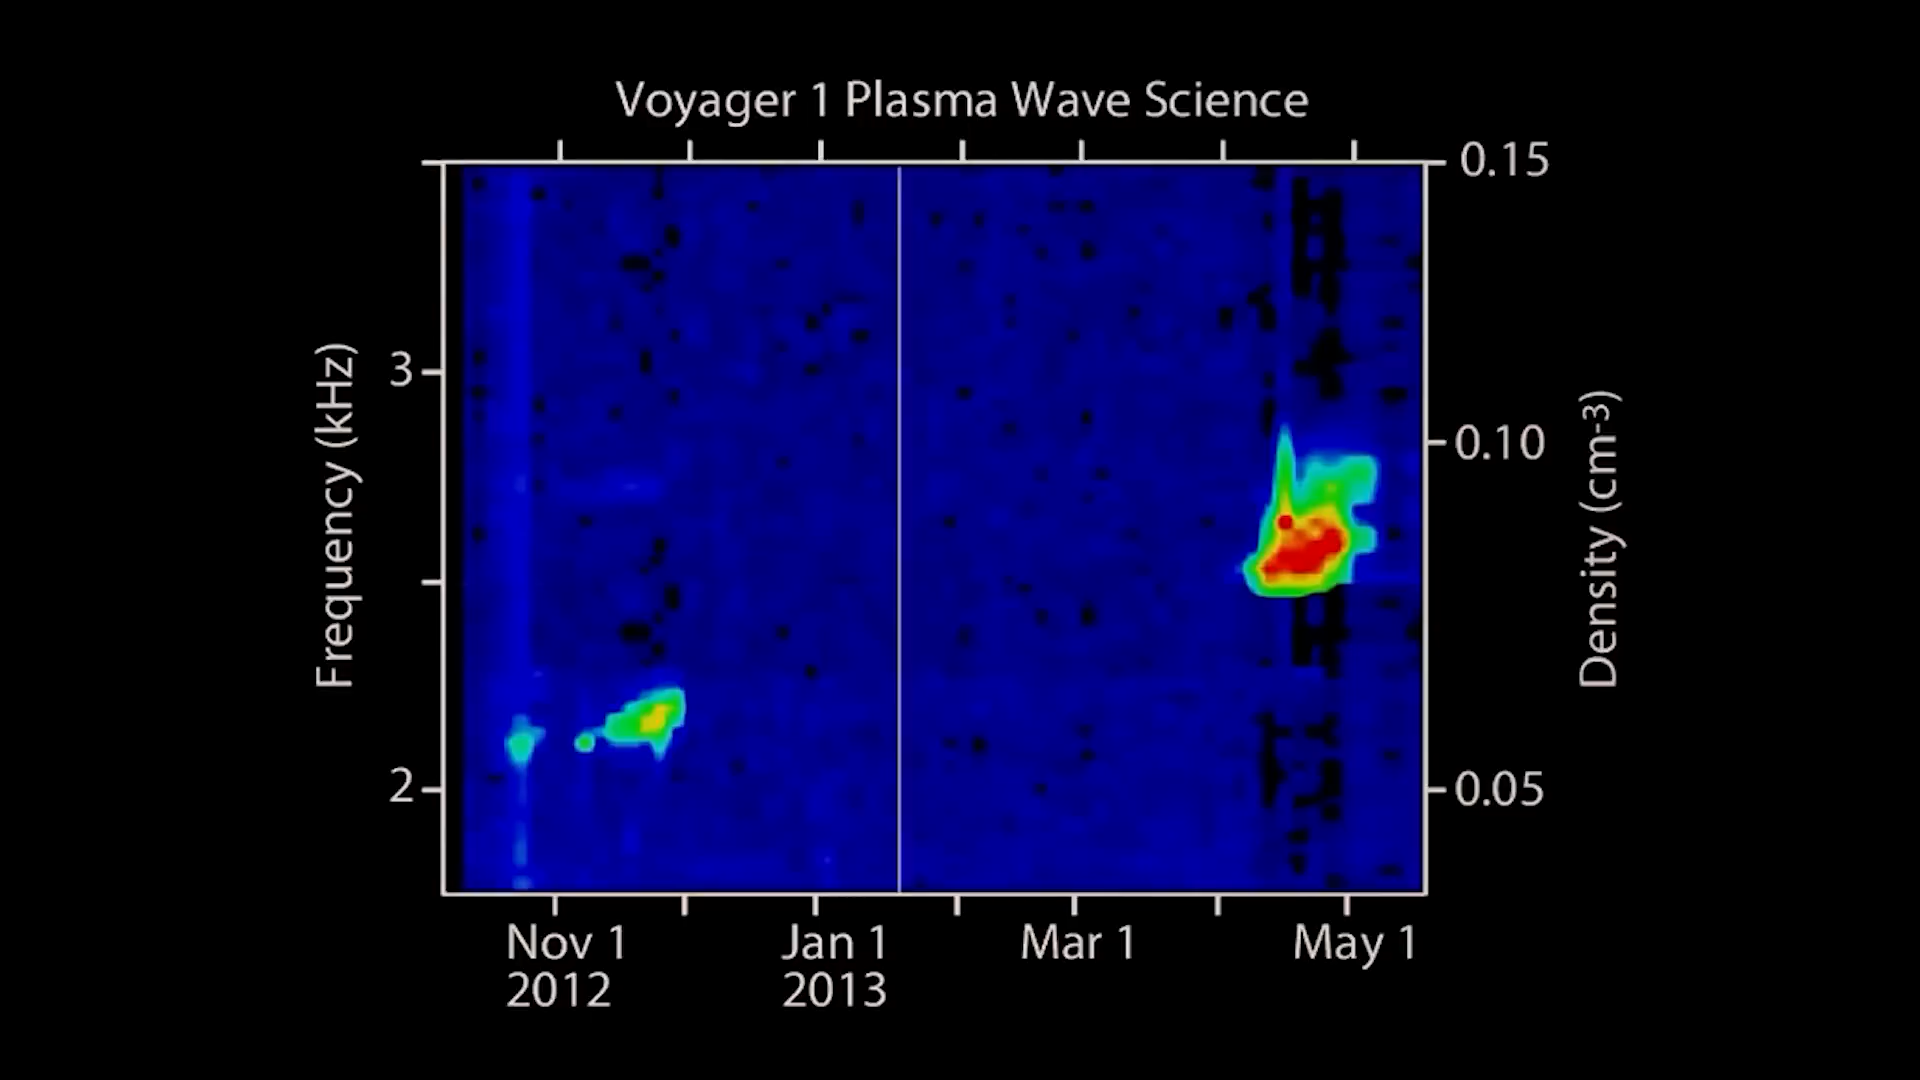 Voyager 1 Plasma Wave Science
0.15
3
0.10
2
0.05
Frequency (kHz)
Density (cm-3)
Nov 1
2012
Jan 1
2013
Mar 1
May 1